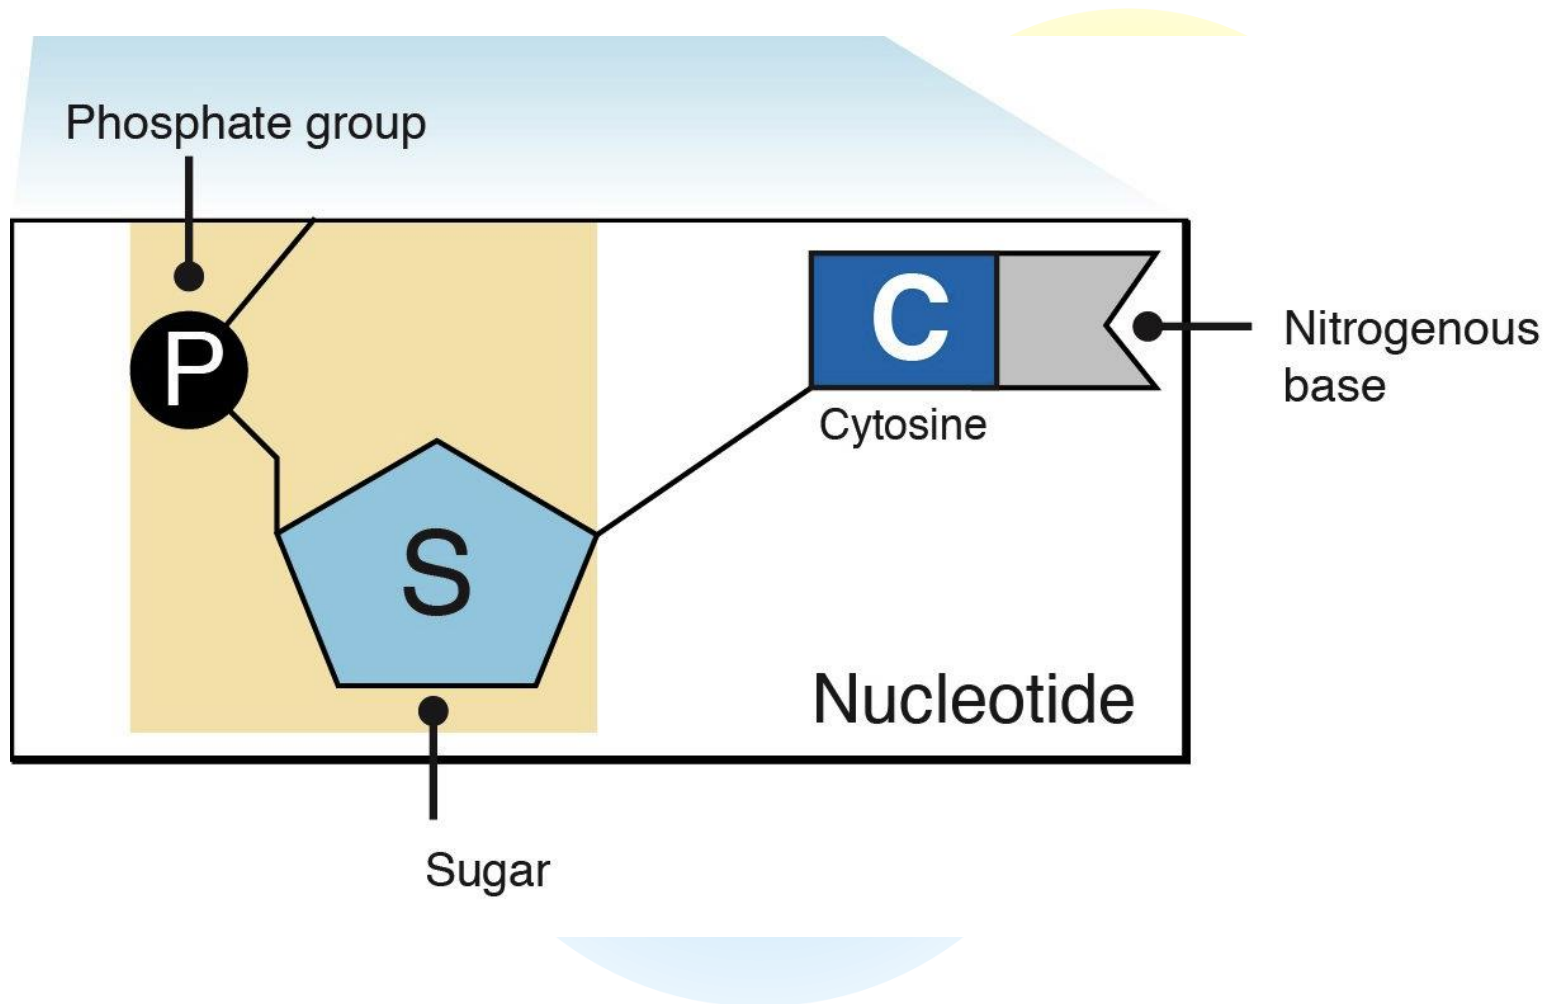 Phosphate group
P
C
Nitrogenous
base
Cytosine
S
Nucleotide
Sugar